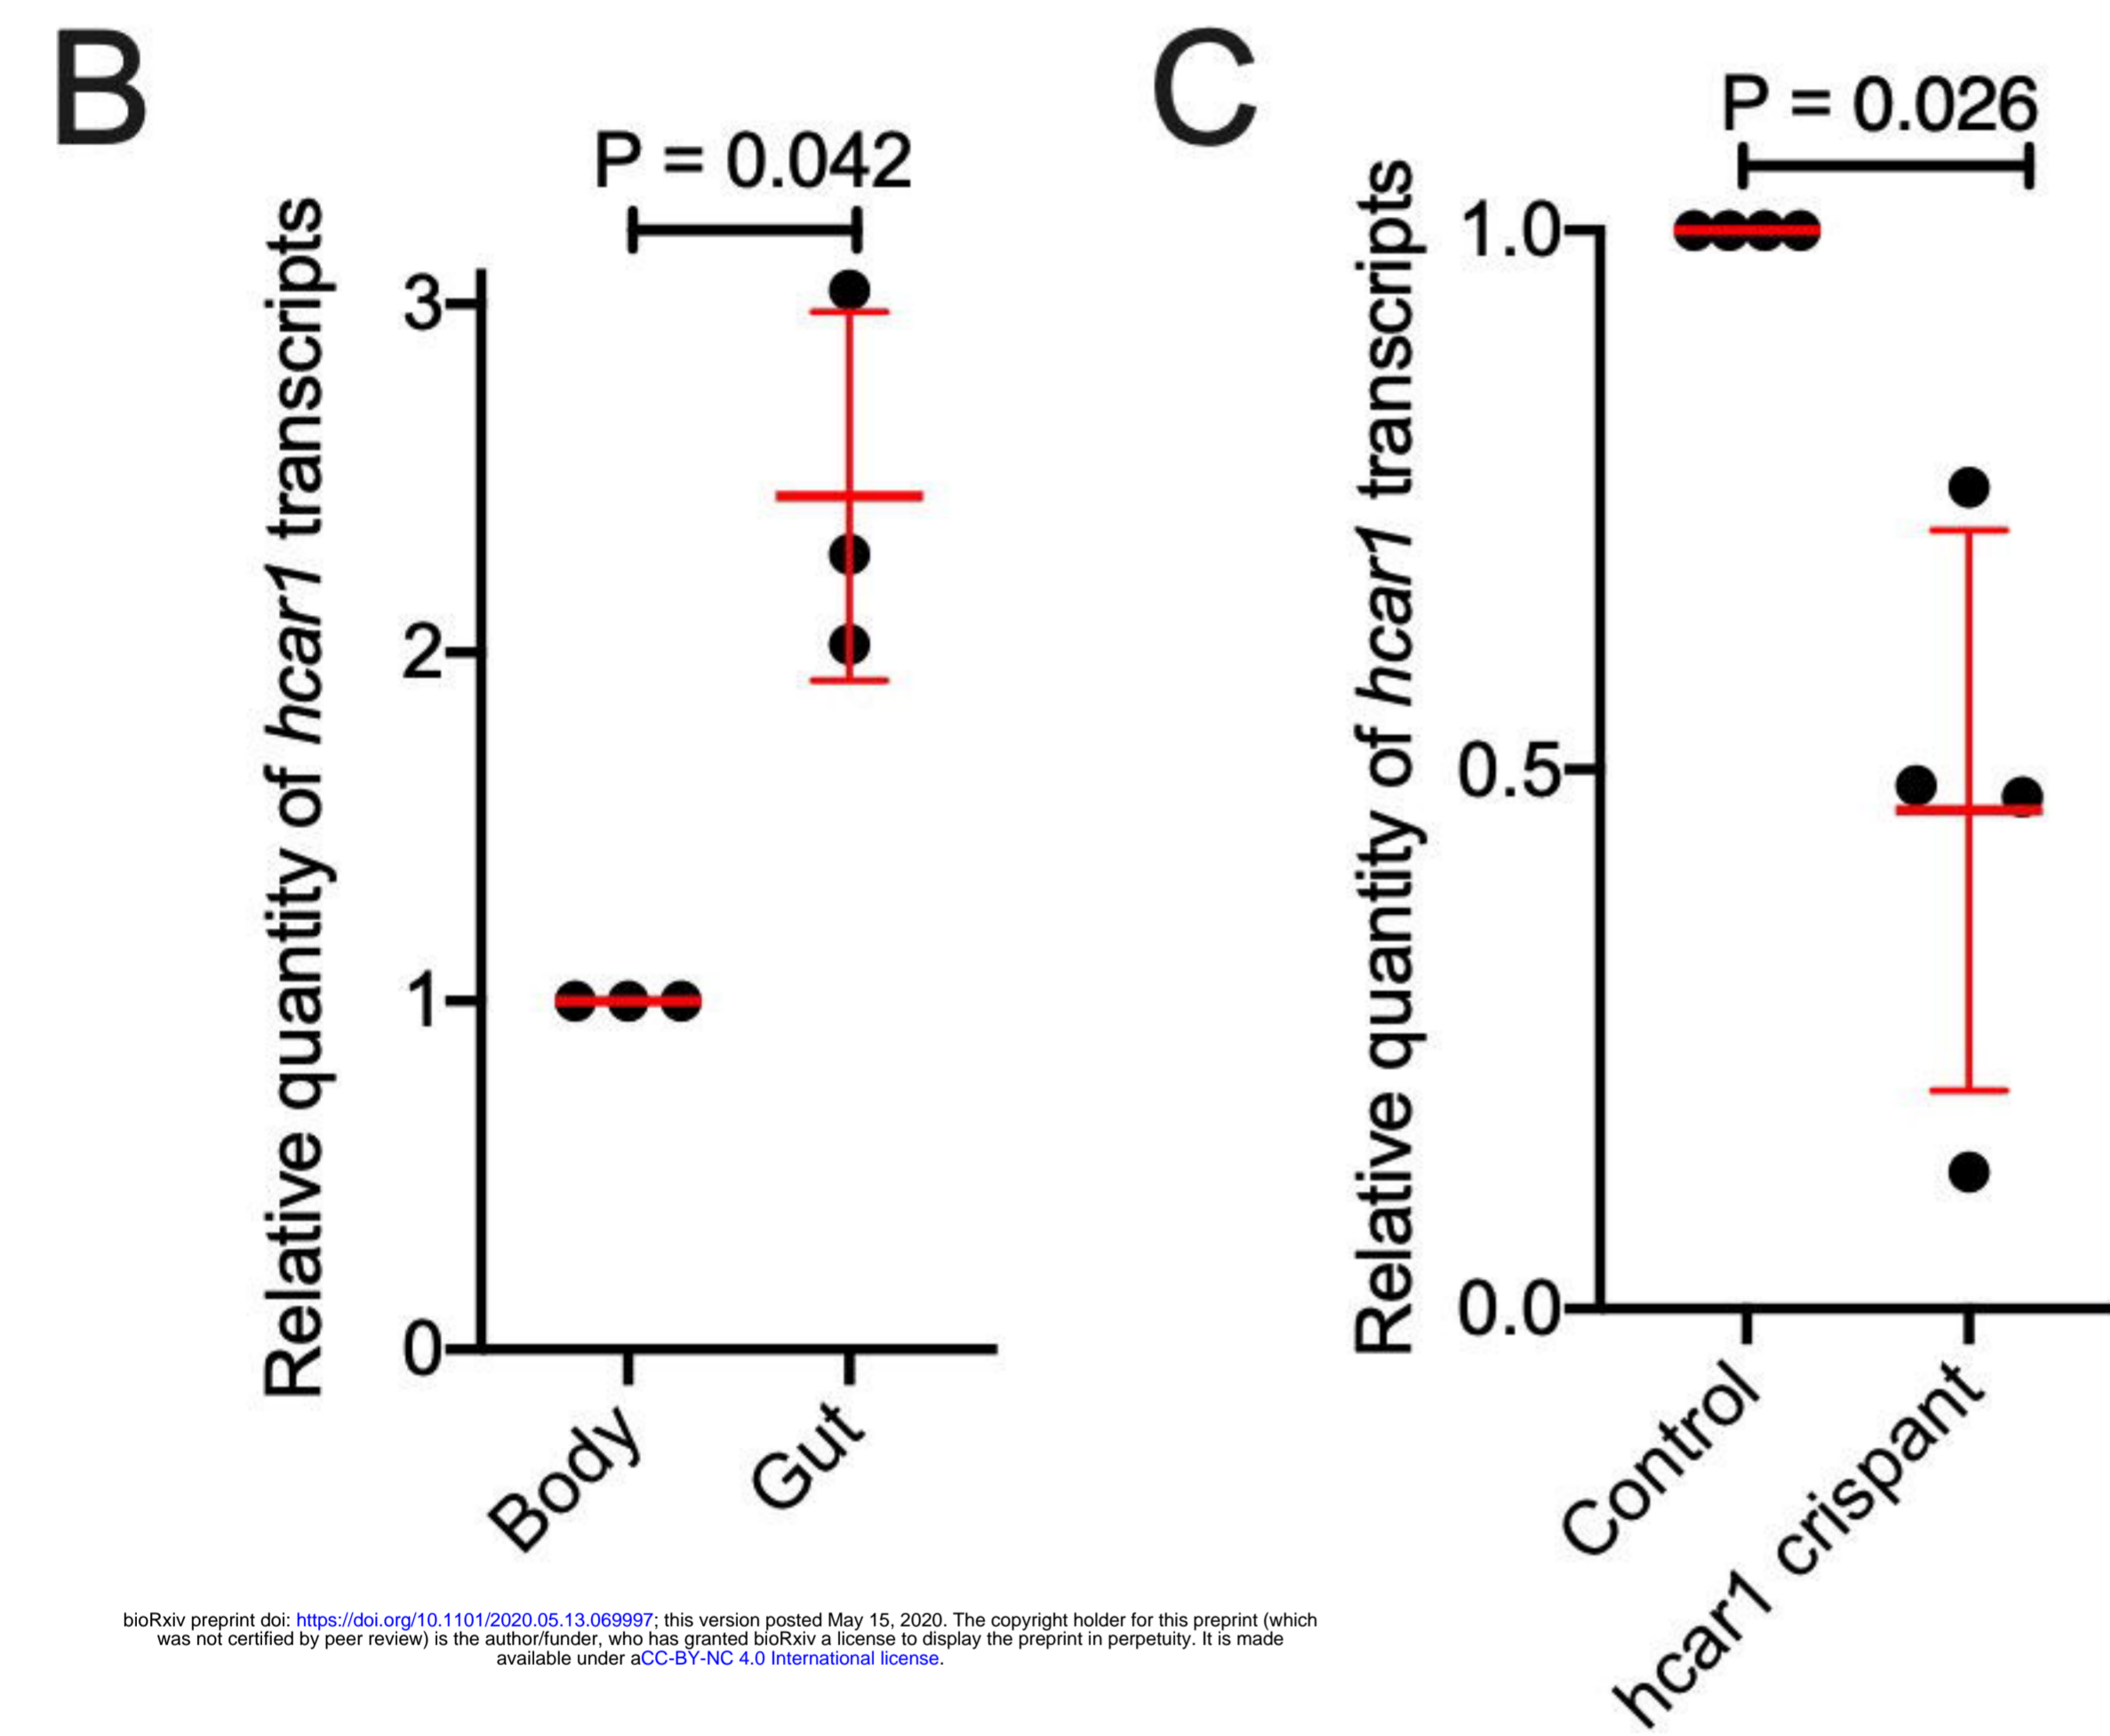 B
P = 0.042
Relative quantity of hcar1 transcripts
3
2
1
0
Body
Gut
C
P = 0.026
Relative quantity of hcar1 transcripts
1.0
0.5
0.0
Control
hcar1 crispant
bioRxiv preprint doi: https://doi.org/10.1101/2020.05.13.069997; this version posted May 15, 2020. The copyright holder for this preprint (which
was not certified by peer review) is the author/funder, who has granted bioRxiv a license to display the preprint in perpetuity. It is made
available under aCC-BY-NC 4.0 International license.